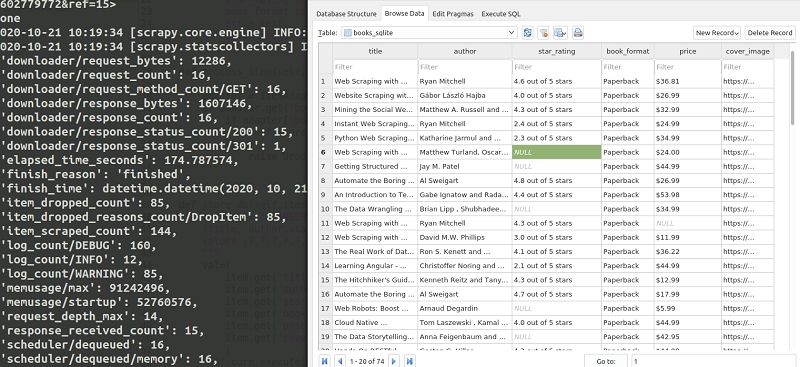 602779772&ref=15>
one
020-10-21 10:19:34 [scrapy.core.engine] INFO:
020-10-21 10:19:34 [scrapy.statscollectors] I
'downloader/request_bytes': 12286,
'downloader/request_count': 16,
'downloader/request_method_count/GET': 16,
'downloader/response_bytes': 1607146,
'downloader/response_count': 16,
'downloader/response_status_count/200': 15,
'downloader/response_status_count/301': 1,
'elapsed_time_seconds': 174.787574,
'finish_reason': 'finished',
'finish_time': datetime.datetime(2020, 10, 21
'item_dropped_count': 85,
'item_dropped_reasons_count/DropItem': 85,
'item_scraped_count': 144,
'log_count/DEBUG': 160,
'log_count/INFO': 12,
'log_count/WARNING': 85,
'memusage/max': 91242496,
'memusage/startup': 52760576,
'request_depth_max': 14,
'response_received_count': 15,
'scheduler/dequeued': 16,
'scheduler/dequeued/memory': 16,
Database Structure Browse Data Edit Pragmas Execute SQL
Table: books_sqlite New Record Delete Record
title author star_rating book_format price cover_image
Filter Filter Filter Filter Filter Filter
1 Web Scraping with ... Ryan Mitchell 4.6 out of 5 stars Paperback $36.81 https://...
2 Website Scraping wit... Gábor László Hajba 4.0 out of 5 stars Paperback $26.99 https://...
3 Mining the Social We... Matthew A. Russell and ... 4.3 out of 5 stars Paperback $32.99 https://...
4 Instant Web Scraping ... Ryan Mitchell 2.4 out of 5 stars Paperback $24.99 https://...
5 Python Web Scraping... Katharine Jarmul and ... 2.3 out of 5 stars Paperback $34.99 https://...
6 Web Scraping with ... Matthew Turland, Oscar... NULL Paperback $24.00 https://...
7 Getting Structured ... Jay M. Patel NULL Paperback $44.99 https://...
8 Automate the Boring ... Al Sweigart 4.8 out of 5 stars Paperback $26.99 https://...
9 An Introduction to Te... Gabe Ignatow and Rada... 4.4 out of 5 stars Paperback $53.98 https://...
10 The Data Wrangling ... Brian Lipp , Shubhadee... NULL Paperback $34.99 https://...
11 Web Scraping with ... Ryan Mitchell 4.3 out of 5 stars Paperback NULL https://...
12 Web Scraping with ... David M.W. Phillips 3.0 out of 5 stars Paperback $11.99 https://...
13 The Real Work of Dat... Ron S. Kenett and ... 4.1 out of 5 stars Paperback $36.22 https://...
14 Learning Angular - ... Christoffer Noring and ... 2.1 out of 5 stars Paperback $44.99 https://...
15 The Hitchhiker's Guid... Kenneth Reitz and Tany... 4.3 out of 5 stars Paperback $12.99 https://...
16 Automate the Boring ... Al Sweigart 4.7 out of 5 stars Paperback $17.99 https://...
17 Web Robots: Boost ... Arnaud Degardin NULL Paperback $5.99 https://...
18 Cloud Native ... Tom Laszewski , Kamal ... 4.0 out of 5 stars Paperback $44.99 https://...
19 The Data Storytelling... Anna Feigenbaum and ... NULL Paperback $42.95 https://...
1 - 20 of 74 Go to: 1